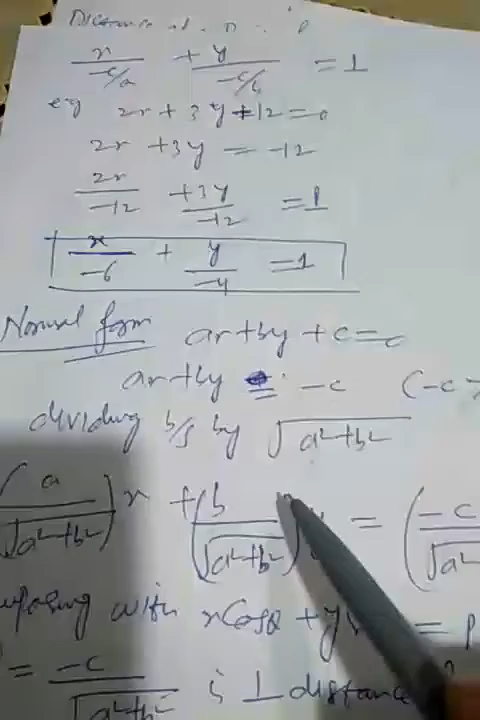 x/(-c/a) + y/(-c/b) = 1
eg 2x + 3y + 12 = 0
2x + 3y = -12
2x/-12 + 3y/-12 = 1
x/-6 + y/-4 = 1
Normal form ax + by + c = 0
ax + by = -c (-c >
dividing b/s by √(a²+b²)
(a/√(a²+b²)) x + (b/√(a²+b²)) y = (-c/√(a²
with x Cosθ + y = p
= -c/√(a²+b² is ⊥ distance